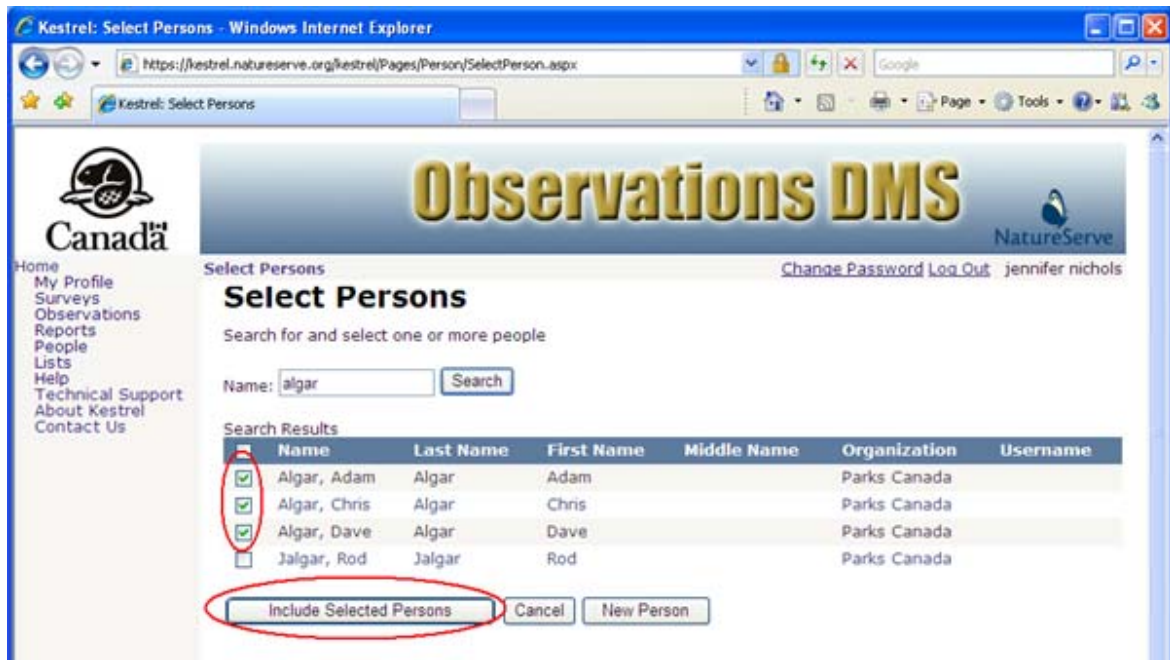 Kestrel: Select Persons - Windows Internet Explorer
https://kestrel.natureserve.org/kestrel/Pages/Person/SelectPerson.aspx
Google
Kestrel: Select Persons
Page
Tools
Canada
Observations DMS
NatureServe
Home
My Profile
Surveys
Observations
Reports
People
Lists
Help
Technical Support
About Kestrel
Contact Us
Select Persons
Change Password Log Out jennifer nichols
Select Persons
Search for and select one or more people
Name: algar Search
Search Results
Name Last Name First Name Middle Name Organization Username
Algar, Adam Algar Adam Parks Canada
Algar, Chris Algar Chris Parks Canada
Algar, Dave Algar Dave Parks Canada
Jalgar, Rod Jalgar Rod Parks Canada
Include Selected Persons Cancel New Person